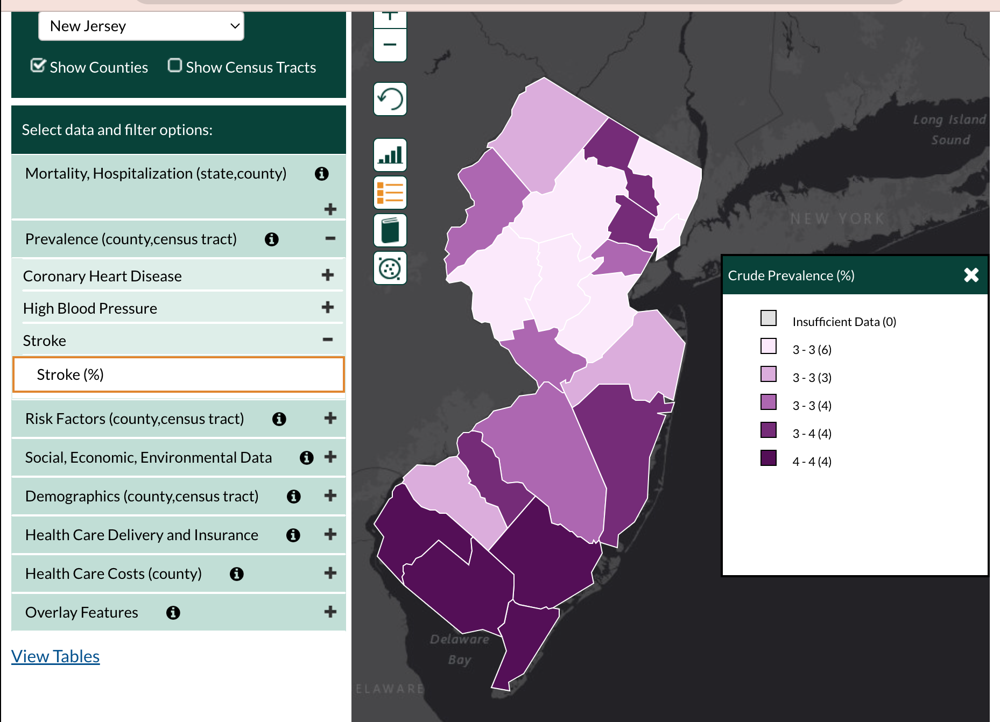 New Jersey
Show Counties
Show Census Tracts
Select data and filter options:
Mortality, Hospitalization (state,county)
Prevalence (county,census tract)
Coronary Heart Disease
High Blood Pressure
Stroke
Stroke (%)
Risk Factors (county,census tract)
Social, Economic, Environmental Data
Demographics (county,census tract)
Health Care Delivery and Insurance
Health Care Costs (county)
Overlay Features
View Tables
Long Island
Sound
NEW YORK
Crude Prevalence (%)
Insufficient Data (0)
3 - 3 (6)
3 - 3 (3)
3 - 3 (4)
3 - 4 (4)
4 - 4 (4)
Delaware
Bay
ELAWARE